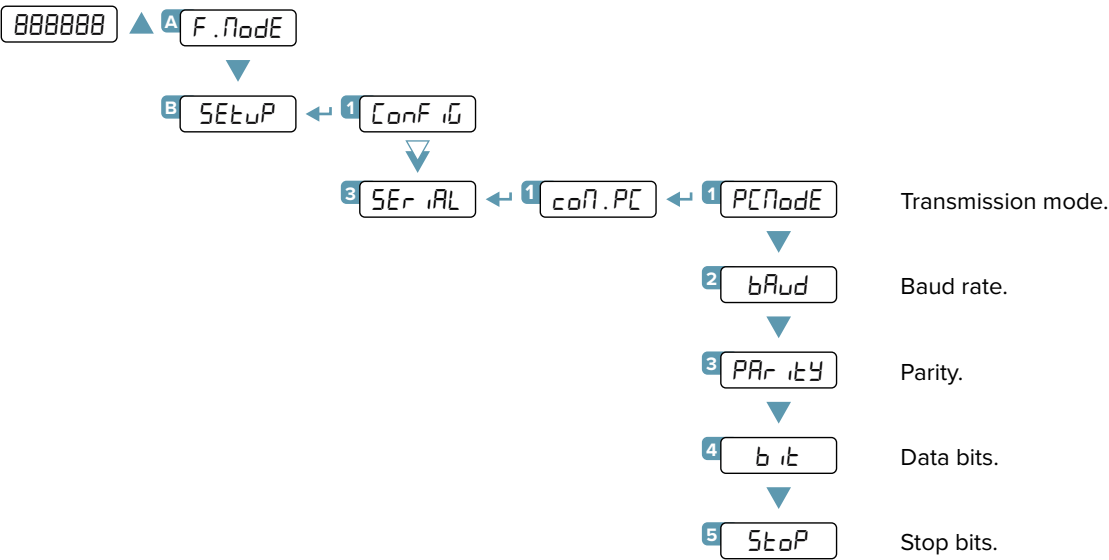 888888 A F.ModE
B SEtuP 1 ConFiG
3 SEriAL 1 coM.PC 1 PCModE Transmission mode.
2 bAud Baud rate.
3 PAritY Parity.
4 bit Data bits.
5 StoP Stop bits.